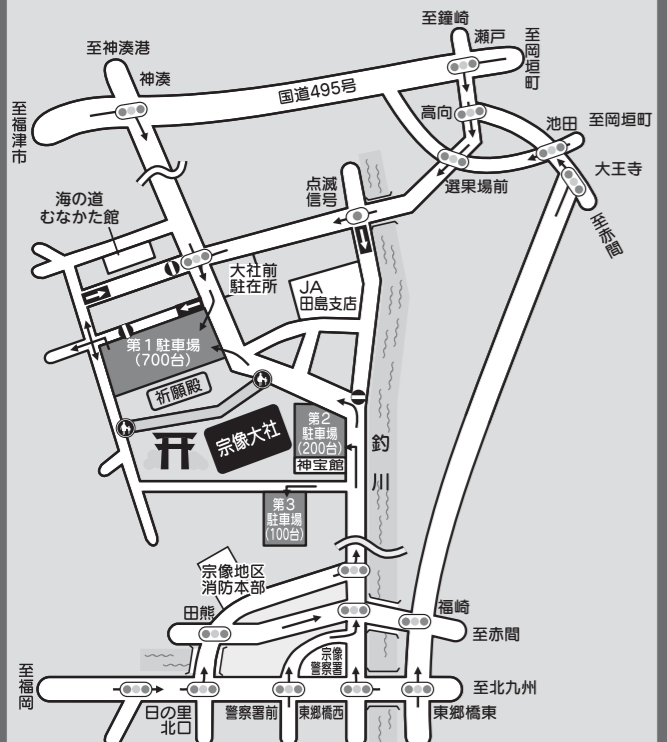 至鐘崎
瀬戸
至岡垣町
至神湊港
神湊
国道495号
至福津市
高向
池田
至岡垣町
大王寺
選果場前
至赤間
点滅
信号
海の道
むなかた館
大社前
駐在所
JA
田島支店
第1駐車場
(700台)
祈願殿
宗像大社
第2
駐車場
(200台)
神宝館
釣川
第3
駐車場
(100台)
宗像地区
消防本部
田熊
福崎
至赤間
宗像
警察署
至福岡
至北九州
日の里
北口
警察署前
東郷橋西
東郷橋東